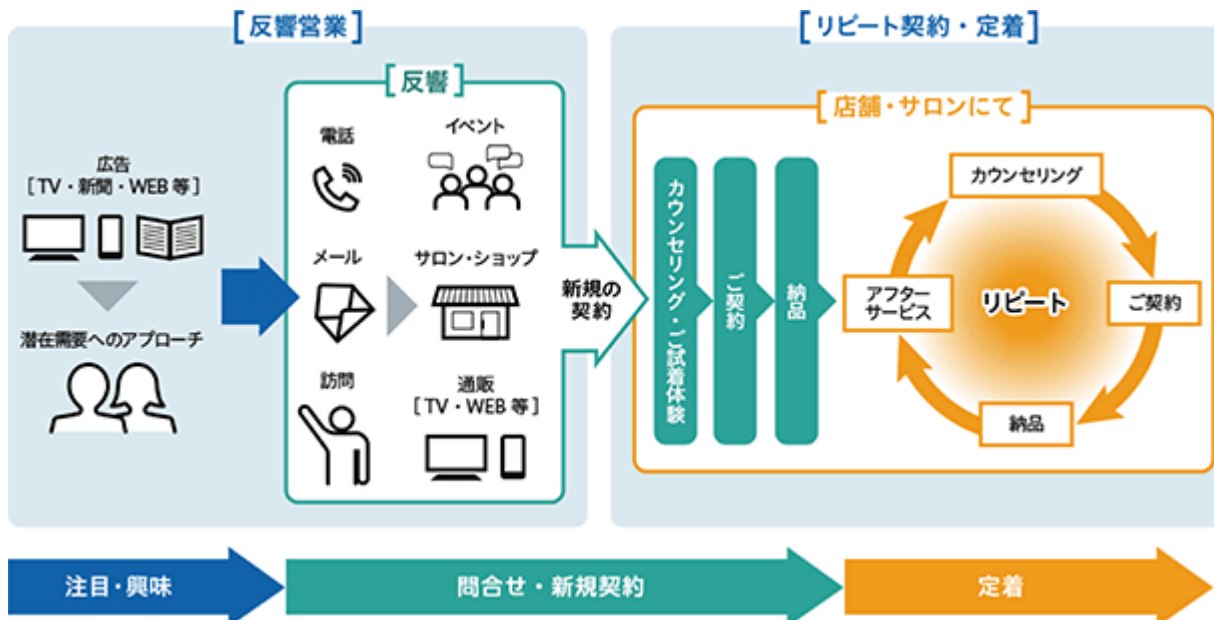 [反響営業]
広告
[TV・新聞・WEB 等]
潜在需要へのアプローチ
[反響]
電話
イベント
メール
サロン・ショップ
訪問
通販
[TV・WEB 等]
新規の
契約
[リピート契約・定着]
[店舗・サロンにて]
カウンセリング・ご試着体験
ご契約
納品
カウンセリング
ご契約
納品
アフター
サービス
リピート
注目・興味
問合せ・新規契約
定着